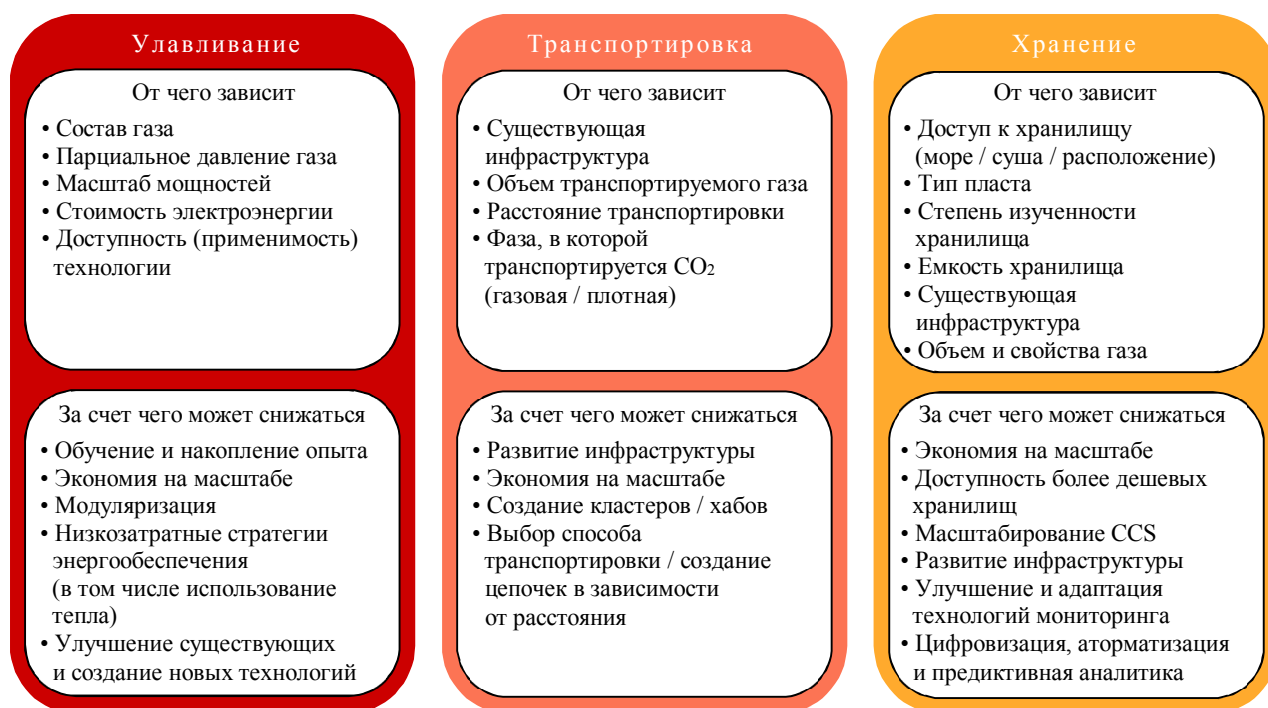 Улавливание
От чего зависит
• Состав газа
• Парциальное давление газа
• Масштаб мощностей
• Стоимость электроэнергии
• Доступность (применимость)
технологии
За счет чего может снижаться
• Обучение и накопление опыта
• Экономия на масштабе
• Модуляризация
• Низкозатратные стратегии
энергообеспечения
(в том числе использование
тепла)
• Улучшение существующих
и создание новых технологий
Транспортировка
От чего зависит
• Существующая
инфраструктура
• Объем транспортируемого газа
• Расстояние транспортировки
• Фаза, в которой
транспортируется CO₂
(газовая / плотная)
За счет чего может снижаться
• Развитие инфраструктуры
• Экономия на масштабе
• Создание кластеров / хабов
• Выбор способа
транспортировки / создание
цепочек в зависимости
от расстояния
Хранение
От чего зависит
• Доступ к хранилищу
(море / суша / расположение)
• Тип пласта
• Степень изученности
хранилища
• Емкость хранилища
• Существующая
инфраструктура
• Объем и свойства газа
За счет чего может снижаться
• Экономия на масштабе
• Доступность более дешевых
хранилищ
• Масштабирование CCS
• Развитие инфраструктуры
• Улучшение и адаптация
технологий мониторинга
• Цифровизация, аторматизация
и предиктивная аналитика